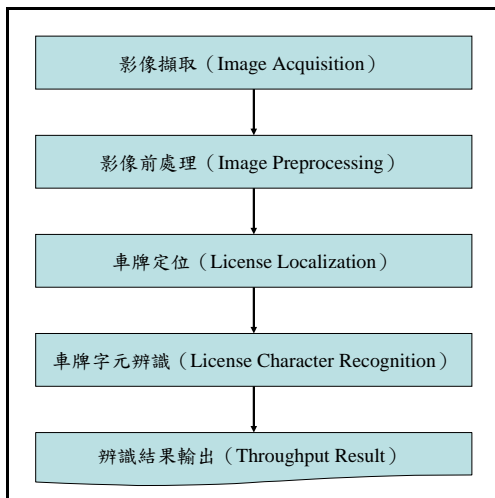 影像擷取（Image Acquisition）
影像前處理（Image Preprocessing）
車牌定位（License Localization）
車牌字元辨識（License Character Recognition）
辨識結果輸出（Throughput Result）